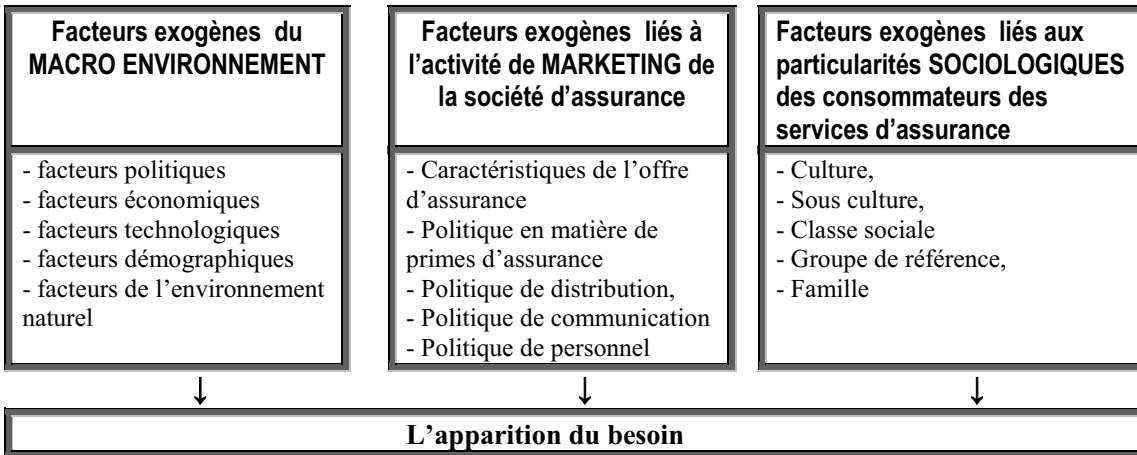 Facteurs exogènes du
MACRO ENVIRONNEMENT
- facteurs politiques
- facteurs économiques
- facteurs technologiques
- facteurs démographiques
- facteurs de l’environnement
naturel
Facteurs exogènes liés à
l’activité de MARKETING de
la société d’assurance
- Caractéristiques de l’offre
d’assurance
- Politique en matière de
primes d’assurance
- Politique de distribution,
- Politique de communication
- Politique de personnel
Facteurs exogènes liés aux
particularités SOCIOLOGIQUES
des consommateurs des
services d’assurance
- Culture,
- Sous culture,
- Classe sociale
- Groupe de référence,
- Famille
↓ ↓ ↓
L’apparition du besoin